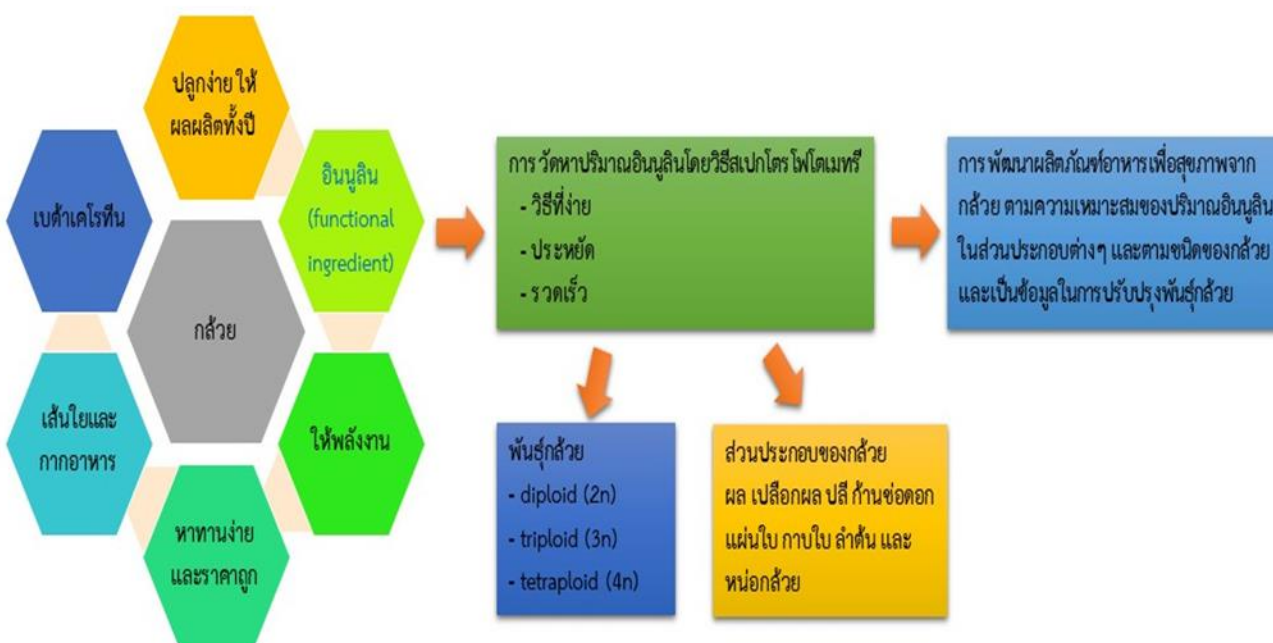 ปลูกง่าย ให้
ผลผลิตทั้งปี
อินนูลิน
(functional
ingredient)
เบต้าเคโรทีน
กล้วย
เส้นใยและ
กากอาหาร
ให้พลังงาน
หาทานง่าย
และราคาถูก
การ วัดหาปริมาณอินนูลินโดยวิธีสเปกโตร โฟโตเมทรี
- วิธีที่ง่าย
- ประหยัด
- รวดเร็ว
การ พัฒนาผลิตภัณฑ์อาหารเพื่อสุขภาพจาก
กล้วย ตามความเหมาะสมของปริมาณอินนูลิน
ในส่วนประกอบต่างๆ และตามชนิดของกล้วย
และเป็นข้อมูลในการปรับปรุงพันธุ์กล้วย
พันธุ์กล้วย
- diploid (2n)
- triploid (3n)
- tetraploid (4n)
ส่วนประกอบของกล้วย
ผล เปลือกผล ปลี ก้านช่อดอก
แผ่นใบ กาบใบ ลำต้น และ
หน่อกล้วย